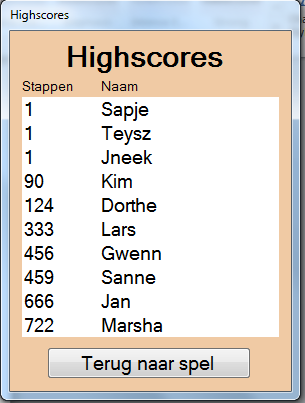 Highscores
Highscores
Stappen Naam
1 Sapje
1 Teysz
1 Jneek
90 Kim
124 Dorthe
333 Lars
456 Gwenn
459 Sanne
666 Jan
722 Marsha
Terug naar spel